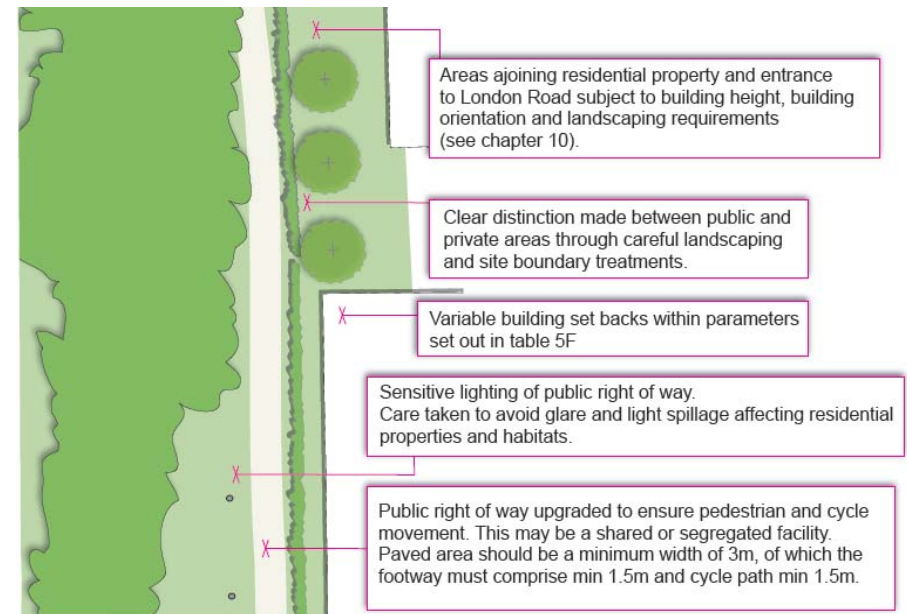 Areas ajoining residential property and entrance
to London Road subject to building height, building
orientation and landscaping requirements
(see chapter 10).
Clear distinction made between public and
private areas through careful landscaping
and site boundary treatments.
Variable building set backs within parameters
set out in table 5F
Sensitive lighting of public right of way.
Care taken to avoid glare and light spillage affecting residential
properties and habitats.
Public right of way upgraded to ensure pedestrian and cycle
movement. This may be a shared or segregated facility.
Paved area should be a minimum width of 3m, of which the
footway must comprise min 1.5m and cycle path min 1.5m.